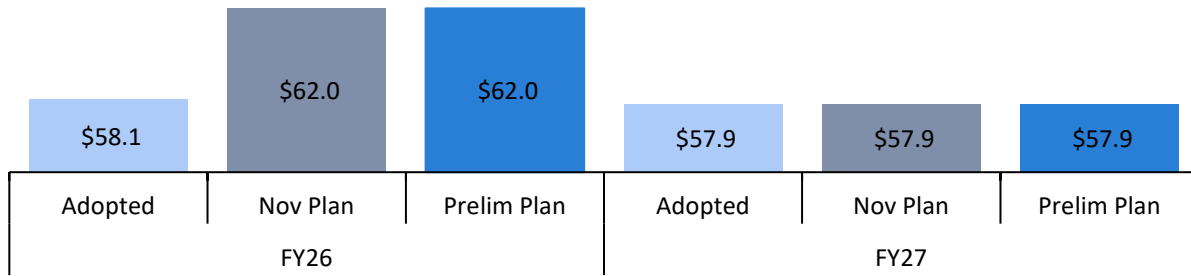 $58.1 $62.0 $62.0 $57.9 $57.9 $57.9
Adopted Nov Plan Prelim Plan Adopted Nov Plan Prelim Plan
FY26 FY27